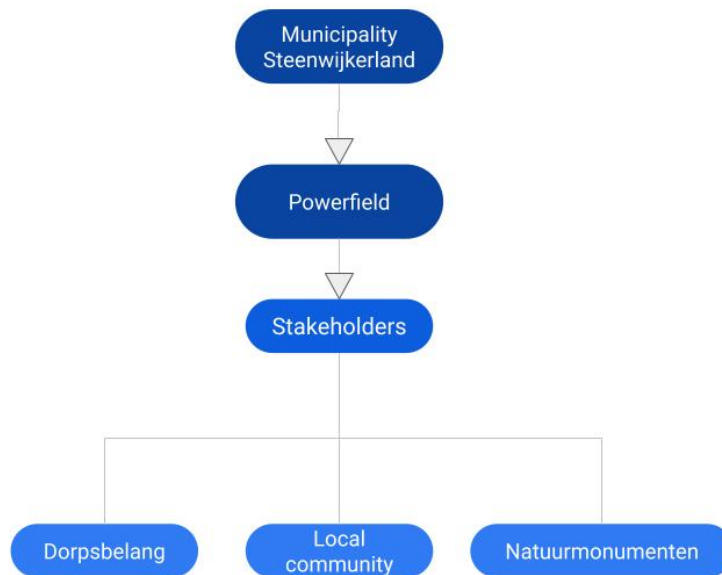 Municipality
Steenwijkerland
Powerfield
Stakeholders
Dorpsbelang
Local
community
Natuurmonumenten